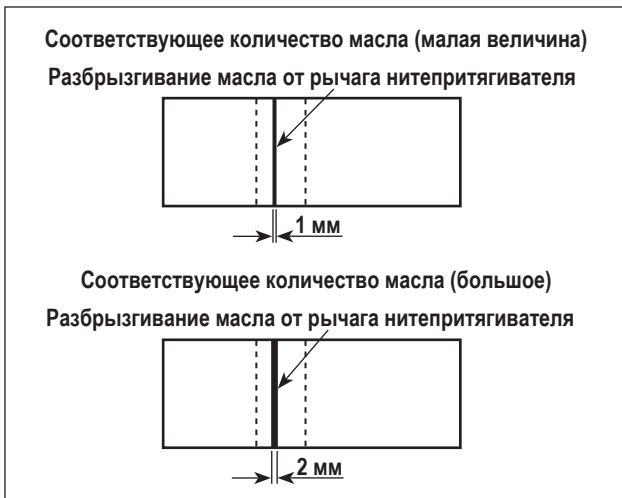 Соответствующее количество масла (малая величина)
Разбрызгивание масла от рычага нитепритягивателя
1 мм
Соответствующее количество масла (большое)
Разбрызгивание масла от рычага нитепритягивателя
2 мм